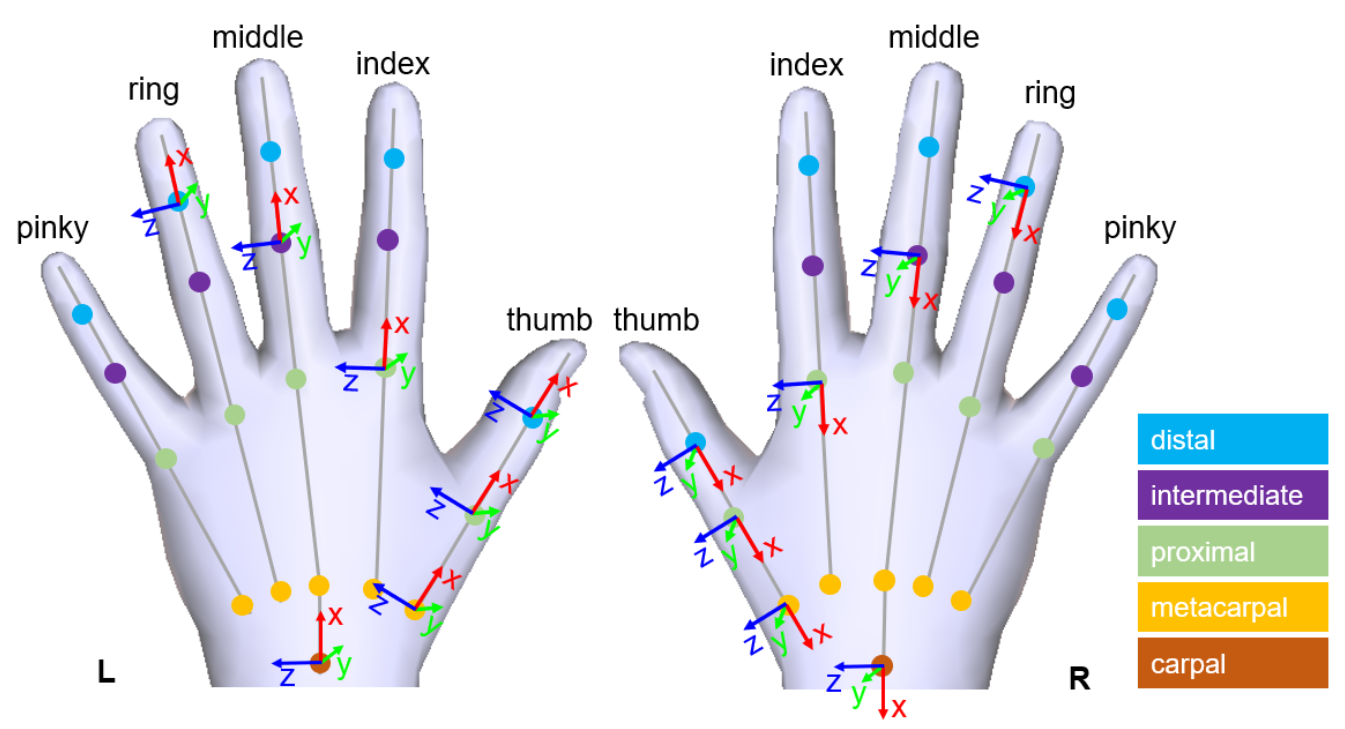 middle
index
ring
pinky
thumb
x
y
z
x
y
z
x
y
z
x
y
z
x
y
z
x
y
z
x
y
z
L
middle
index
ring
pinky
thumb
z
y
x
z
y
x
z
y
x
z
y
x
z
y
x
z
y
x
z
y
x
R
distal
intermediate
proximal
metacarpal
carpal